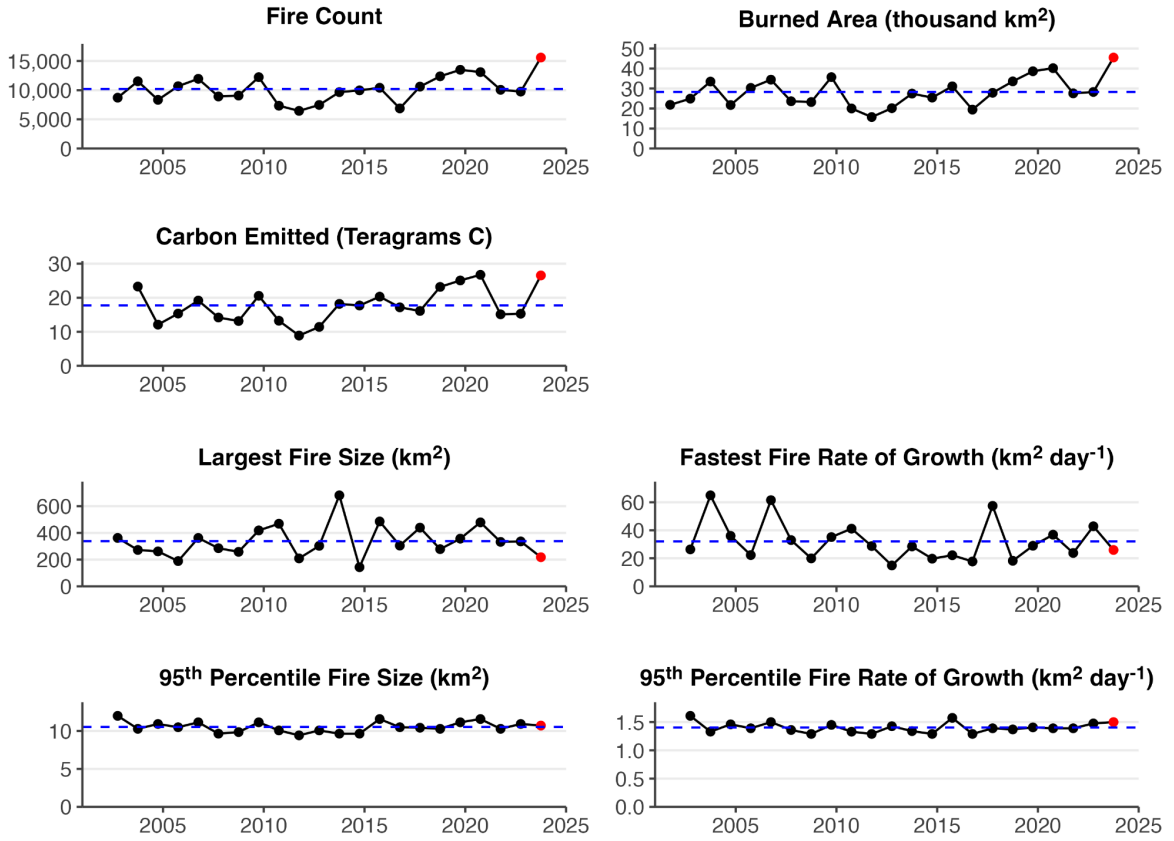 Fire Count
15,000
10,000
5,000
0
2005 2010 2015 2020 2025
Burned Area (thousand km²)
50
40
30
20
10
0
2005 2010 2015 2020 2025
Carbon Emitted (Teragrams C)
30
20
10
0
2005 2010 2015 2020 2025
Largest Fire Size (km²)
600
400
200
0
2005 2010 2015 2020 2025
Fastest Fire Rate of Growth (km² day⁻¹)
60
40
20
0
2005 2010 2015 2020 2025
95ᵗʰ Percentile Fire Size (km²)
10
5
0
2005 2010 2015 2020 2025
95ᵗʰ Percentile Fire Rate of Growth (km² day⁻¹)
1.5
1.0
0.5
0.0
2005 2010 2015 2020 2025